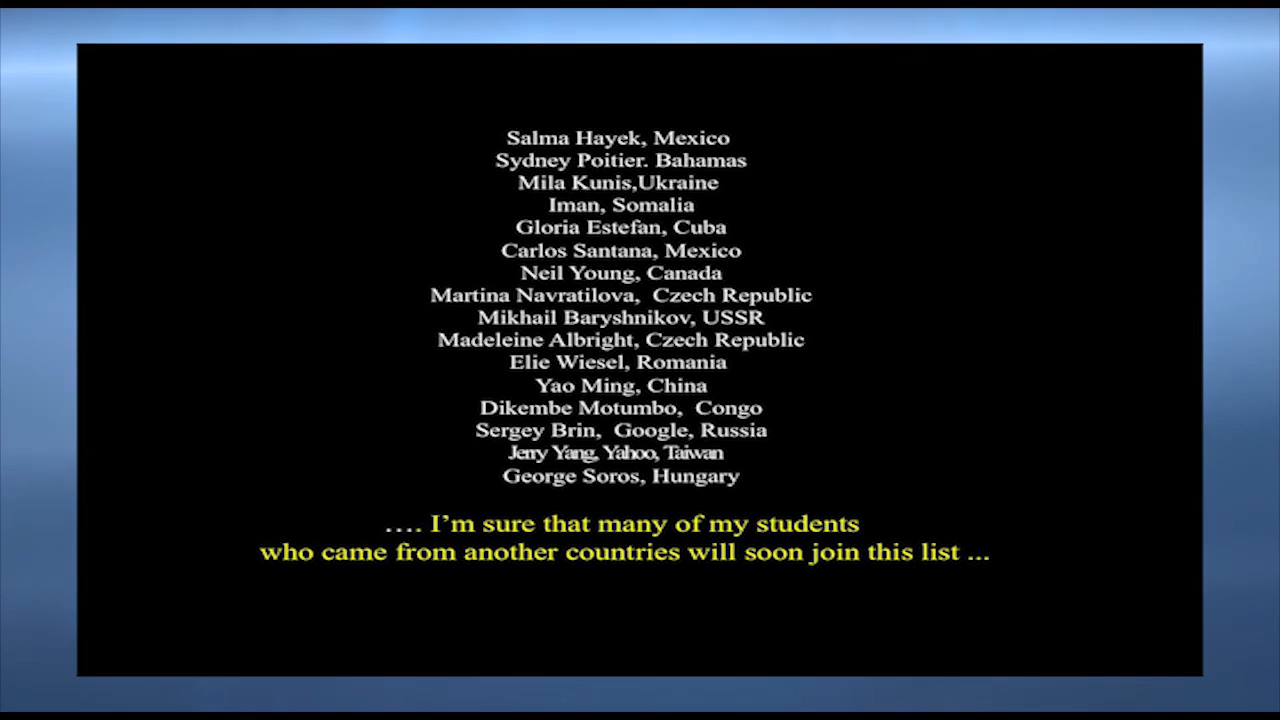 Salma Hayek, Mexico
Sydney Poitier. Bahamas
Mila Kunis,Ukraine
Iman, Somalia
Gloria Estefan, Cuba
Carlos Santana, Mexico
Neil Young, Canada
Martina Navratilova,  Czech Republic
Mikhail Baryshnikov, USSR
Madeleine Albright, Czech Republic
Elie Wiesel, Romania
Yao Ming, China
Dikembe Motumbo,  Congo
Sergey Brin,  Google, Russia
Jerry Yang, Yahoo, Taiwan
George Soros, Hungary
.... I'm sure that many of my students
who came from another countries will soon join this list ...